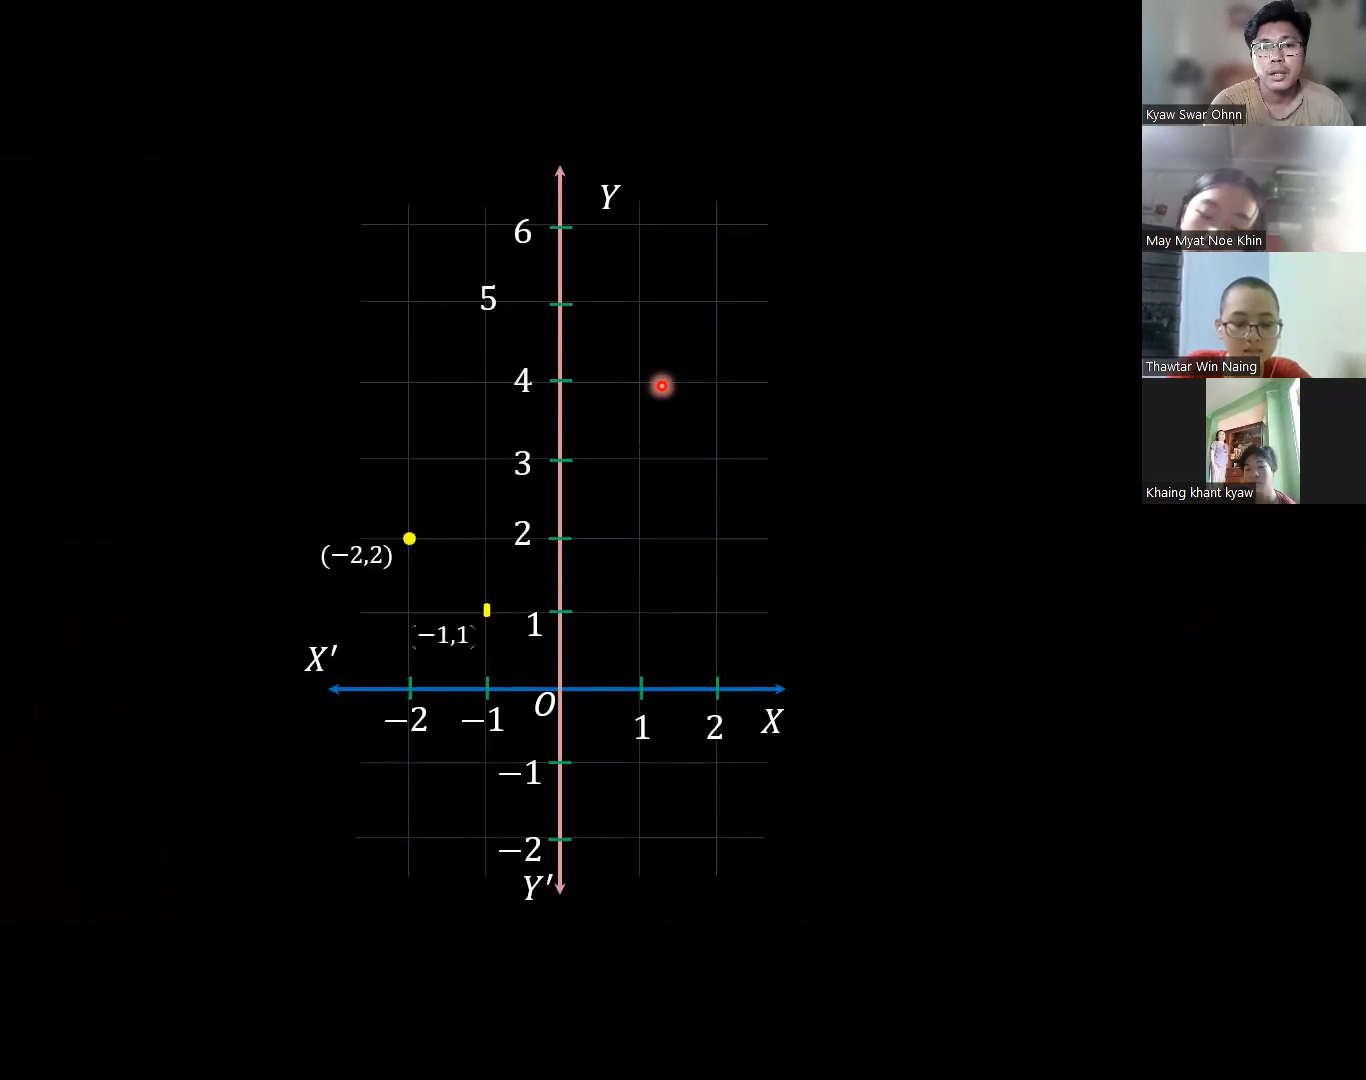 Y
6
5
4
3
2
(−2,2)
1
−1,1
X′
O
−2 −1 1 2 X
−1
−2
Y′
Kyaw Swar Ohnn
May Myat Noe Khin
Thawtar Win Naing
Khaing khant kyaw